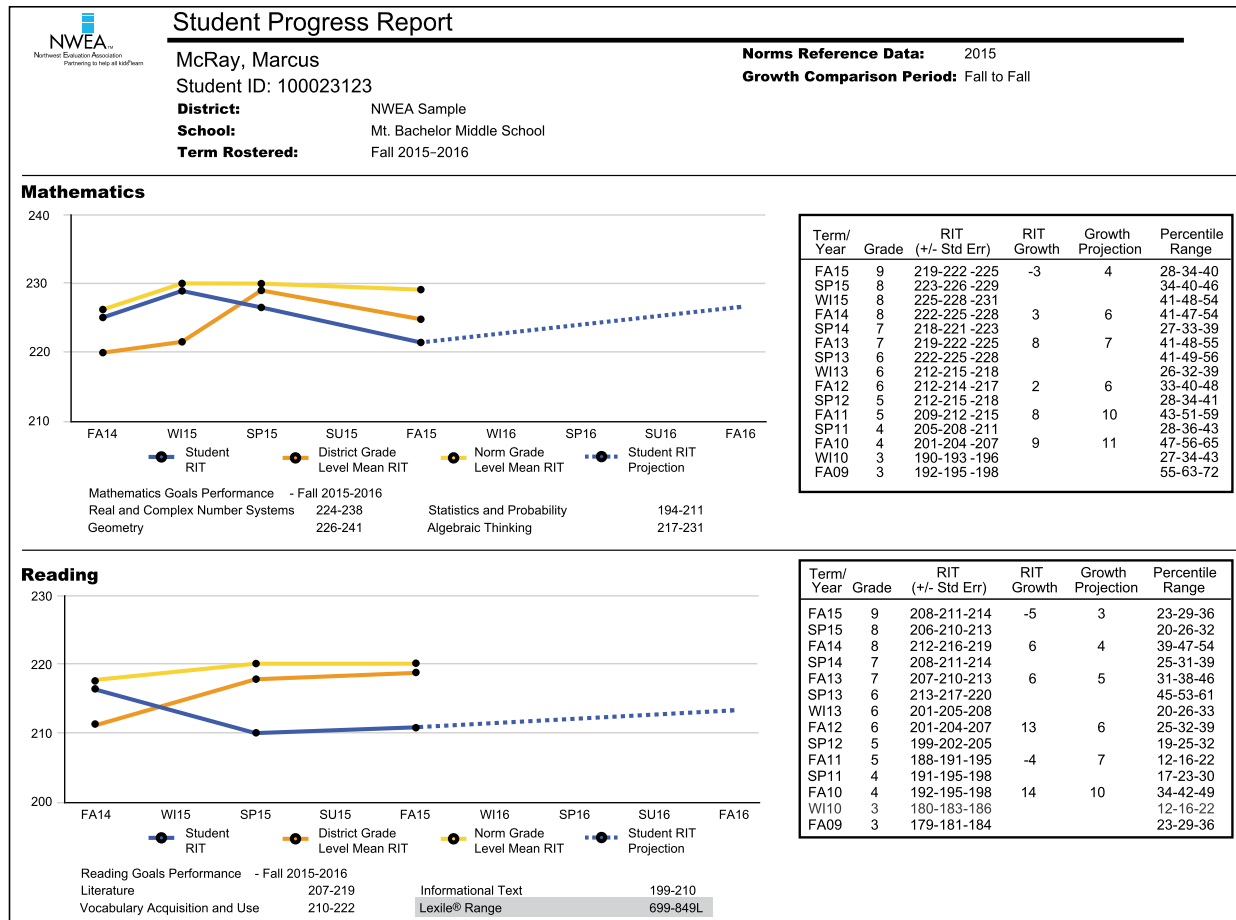 NWEA™
Northwest Evaluation Association
Partnering to help all kids learn
Student Progress Report
McRay, Marcus
Student ID: 100023123
District: NWEA Sample
School: Mt. Bachelor Middle School
Term Rostered: Fall 2015-2016
Norms Reference Data: 2015
Growth Comparison Period: Fall to Fall
Mathematics
240
230
220
210
FA14 WI15 SP15 SU15 FA15 WI16 SP16 SU16 FA16
Student RIT
District Grade Level Mean RIT
Norm Grade Level Mean RIT
Student RIT Projection
Mathematics Goals Performance - Fall 2015-2016
Real and Complex Number Systems 224-238 Statistics and Probability 194-211
Geometry 226-241 Algebraic Thinking 217-231
Term/ Year Grade RIT (+/- Std Err) RIT Growth Growth Projection Percentile Range
FA15 9 219-222 -225 -3 4 28-34-40
SP15 8 223-226 -229 34-40-46
WI15 8 225-228 -231 41-48-54
FA14 8 222-225 -228 3 6 41-47-54
SP14 7 218-221 -223 27-33-39
FA13 7 219-222 -225 8 7 41-48-55
SP13 6 222-225 -228 41-49-56
WI13 6 212-215 -218 26-32-39
FA12 6 212-214 -217 2 6 33-40-48
SP12 5 212-215 -218 28-34-41
FA11 5 209-212 -215 8 10 43-51-59
SP11 4 205-208 -211 28-36-43
FA10 4 201-204 -207 9 11 47-56-65
WI10 3 190-193 -196 27-34-43
FA09 3 192-195 -198 55-63-72
Reading
230
220
210
200
FA14 WI15 SP15 SU15 FA15 WI16 SP16 SU16 FA16
Student RIT
District Grade Level Mean RIT
Norm Grade Level Mean RIT
Student RIT Projection
Reading Goals Performance - Fall 2015-2016
Literature 207-219 Informational Text 199-210
Vocabulary Acquisition and Use 210-222 Lexile® Range 699-849L
Term/ Year Grade RIT (+/- Std Err) RIT Growth Growth Projection Percentile Range
FA15 9 208-211-214 -5 3 23-29-36
SP15 8 206-210-213 20-26-32
FA14 8 212-216-219 6 4 39-47-54
SP14 7 208-211-214 25-31-39
FA13 7 207-210-213 6 5 31-38-46
SP13 6 213-217-220 45-53-61
WI13 6 201-205-208 20-26-33
FA12 6 201-204-207 13 6 25-32-39
SP12 5 199-202-205 19-25-32
FA11 5 188-191-195 -4 7 12-16-22
SP11 4 191-195-198 17-23-30
FA10 4 192-195-198 14 10 34-42-49
WI10 3 180-183-186 12-16-22
FA09 3 179-181-184 23-29-36